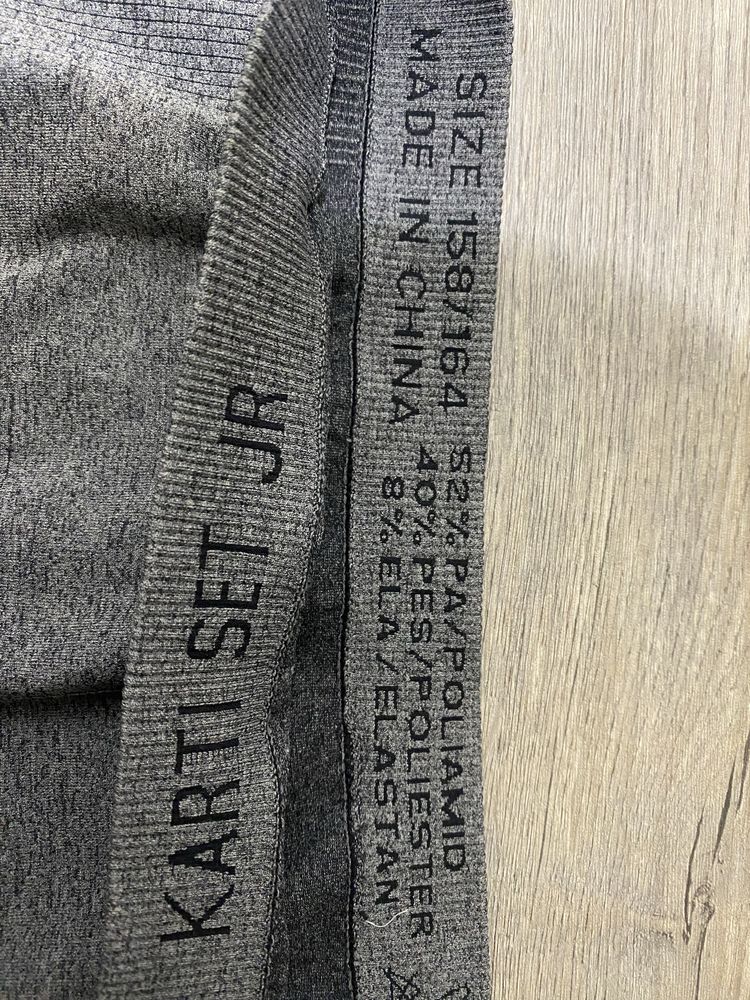 KARTI SET JR
SIZE 158/164
MADE IN CHINA
52% PA/POLIAMID
40% PES/POLIESTER
8% ELA/ELASTAN